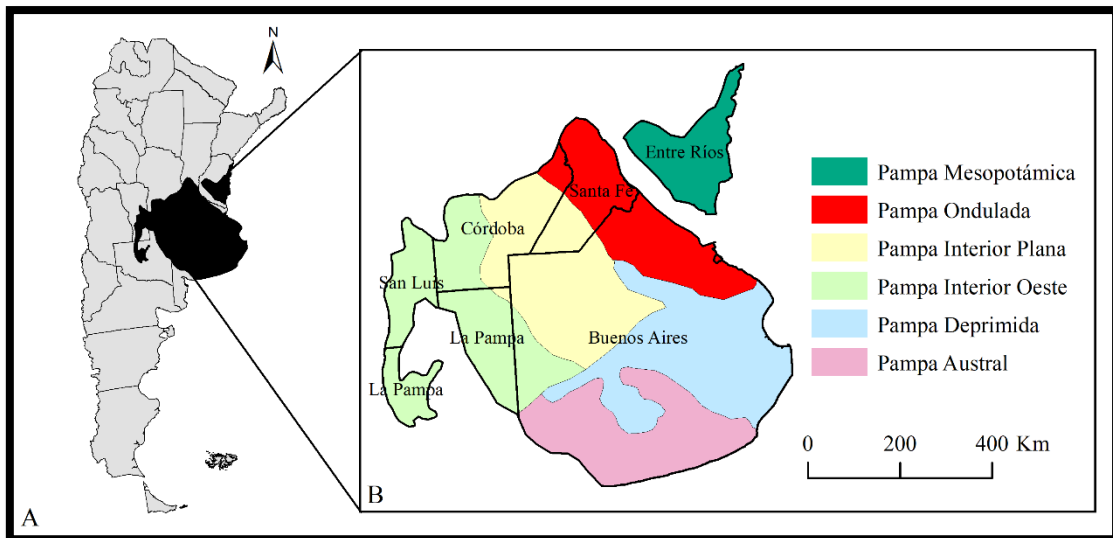 N
A
Entre Ríos
Santa Fe
Córdoba
San Luis
La Pampa
Buenos Aires
La Pampa
B
Pampa Mesopotámica
Pampa Ondulada
Pampa Interior Plana
Pampa Interior Oeste
Pampa Deprimida
Pampa Austral
0 200 400 Km